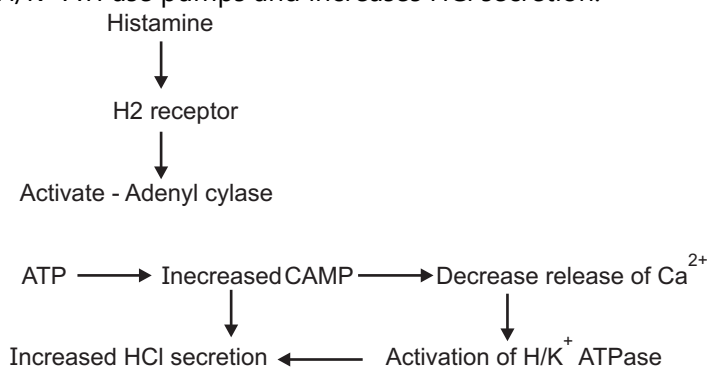 Histamine
H2 receptor
Activate - Adenyl cylase
ATP Inecreased CAMP Decrease release of Ca2+
Increased HCl secretion Activation of H/K+ ATPase